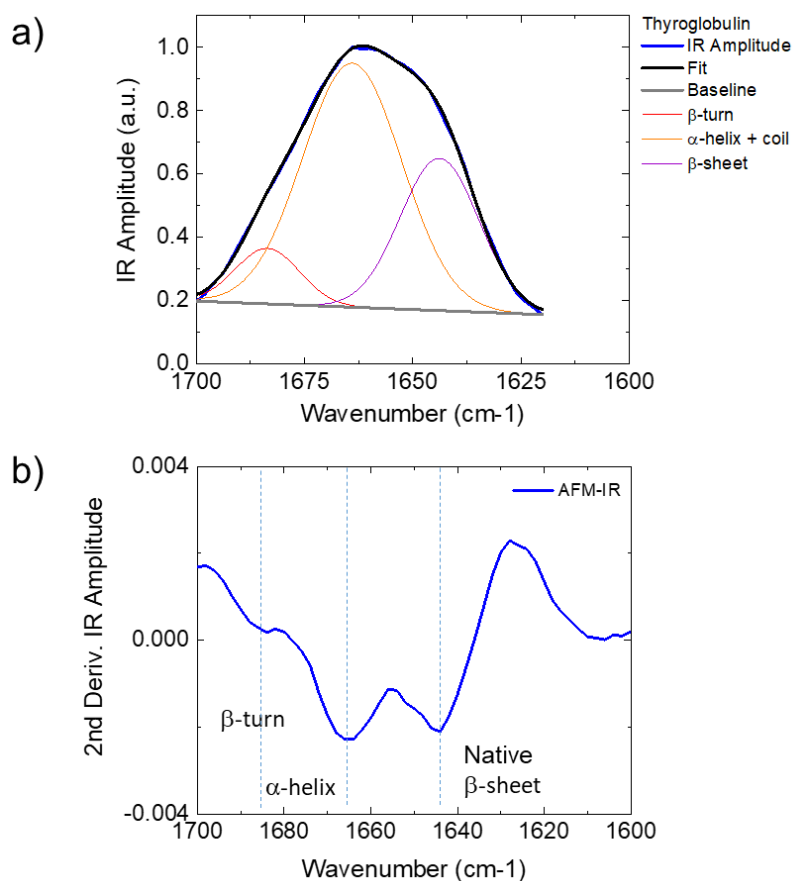 a)
Thyroglobulin
IR Amplitude
Fit
Baseline
β-turn
α-helix + coil
β-sheet
IR Amplitude (a.u.)
1.0
0.8
0.6
0.4
0.2
0.0
1700 1675 1650 1625 1600
Wavenumber (cm-1)
b)
AFM-IR
2nd Deriv. IR Amplitude
0.004
0.000
-0.004
β-turn
α-helix
Native
β-sheet
1700 1680 1660 1640 1620 1600
Wavenumber (cm-1)